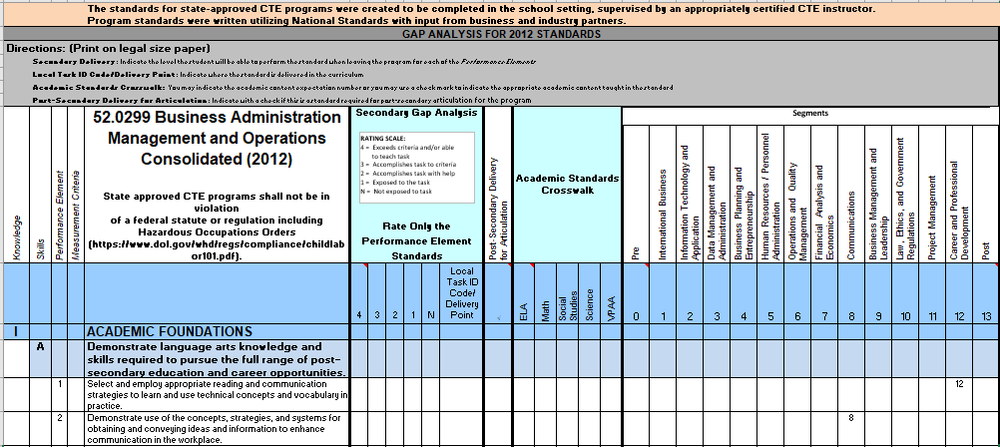 The standards for state-approved CTE programs were created to be completed in the school setting, supervised by an appropriately certified CTE instructor.
Program standards were written utilizing National Standards with input from business and industry partners.
GAP ANALYSIS FOR 2012 STANDARDS
Directions: (Print on legal size paper)
Secondary Delivery: Indicate the level the student will be able to perform the standard when leaving the program for each of the Performance Elements
Local Task ID Code/Delivery Point: Indicate where the standard is delivered in the curriculum
Academic Standards Crosswalk: You may indicate the academic content expectation number or you may use a check mark to indicate the appropriate academic content taught in the standard
Post-Secondary Delivery for Articulation: Indicate with a check if this is a standard required for post-secondary articulation for the program
Knowledge
Skills
Performance Element
Measurement Criteria
52.0299 Business Administration
Management and Operations
Consolidated (2012)
State approved CTE programs shall not be in
violation
of a federal statute or regulation including
Hazardous Occupations Orders
(https://www.dol.gov/whd/regs/compliance/childlab
or101.pdf).
Secondary Gap Analysis
RATING SCALE:
4 = Exceeds criteria and/or able
to teach task
3 = Accomplishes task to criteria
2 = Accomplishes task with help
1 = Exposed to the task
N = Not exposed to task
Rate Only the
Performance Element
Standards
Post-Secondary Delivery
for Articulation
Academic Standards
Crosswalk
Segments
Pre
International Business
Information Technology and
Application
Data Management and
Administration
Business Planning and
Entrepreneurship
Human Resources / Personnel
Administration
Operations and Quality
Management
Financial Analysis and
Economics
Communications
Business Management and
Leadership
Law, Ethics, and Government
Regulations
Project Management
Career and Professional
Development
Post
4 3 2 1 N
Local
Task ID
Code/
Delivery
Point
ELA
Math
Social
Studies
Science
VPAA
0 1 2 3 4 5 6 7 8 9 10 11 12 13
I ACADEMIC FOUNDATIONS
A Demonstrate language arts knowledge and
skills required to pursue the full range of post-
secondary education and career opportunities.
1 Select and employ appropriate reading and communication 12
strategies to learn and use technical concepts and vocabulary in
practice.
2 Demonstrate use of the concepts, strategies, and systems for 8
obtaining and conveying ideas and information to enhance
communication in the workplace.